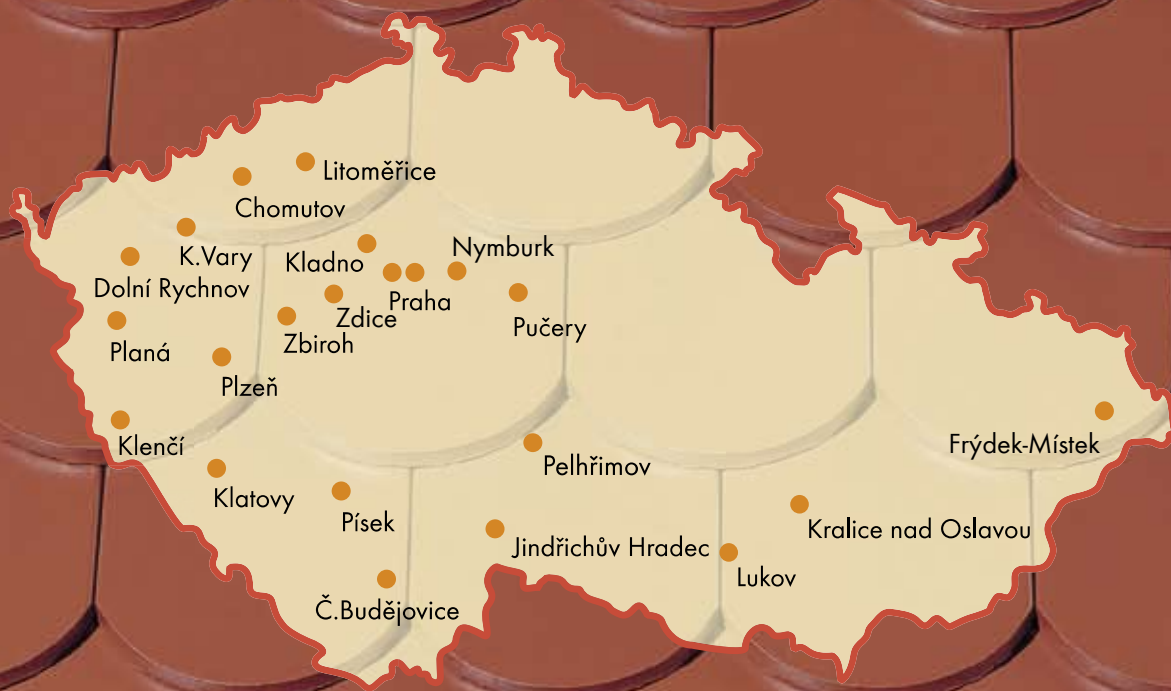 Litoměřice
Chomutov
K.Vary
Nymburk
Kladno
Dolní Rychnov
Praha
Zdice
Pučery
Zbiroh
Planá
Plzeň
Klenčí
Frýdek-Místek
Pelhřimov
Klatovy
Písek
Kralice nad Oslavou
Jindřichův Hradec
Lukov
Č.Budějovice